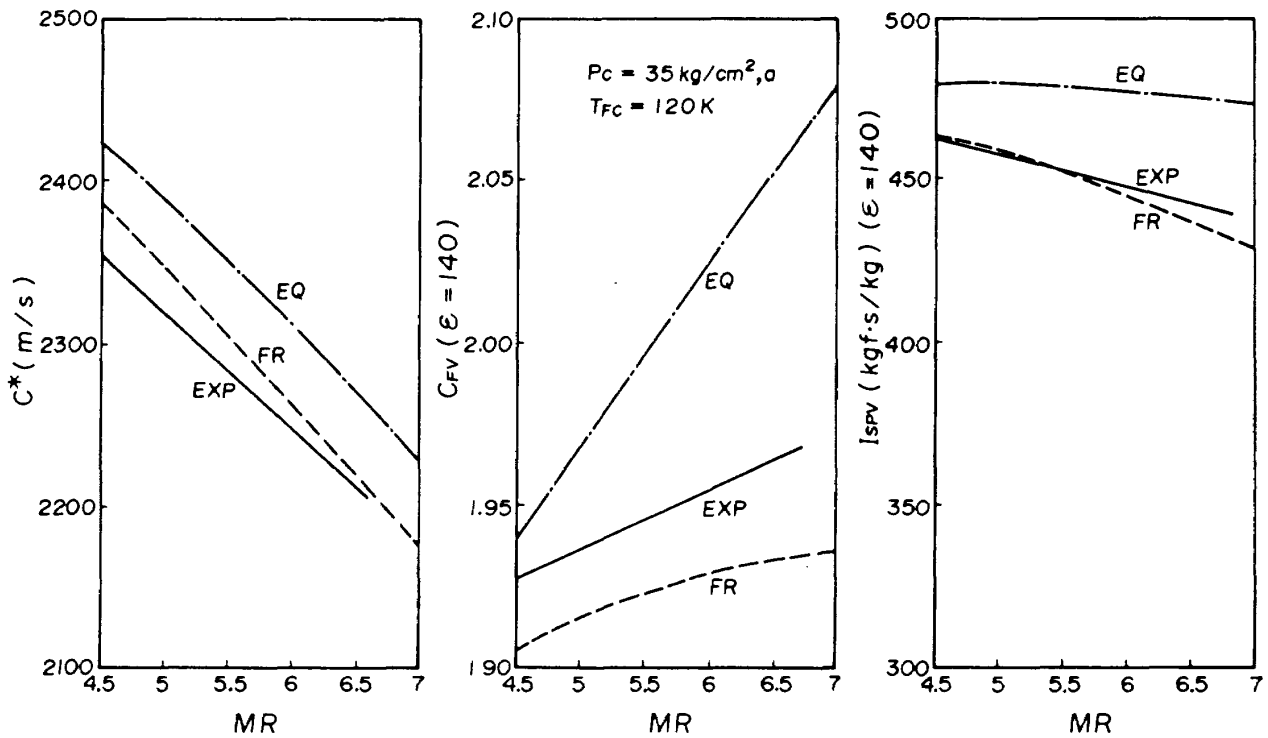 2500
2400
2300
2200
2100
C* (m/s)
EQ
FR
EXP
4.5 5 5.5 6 6.5 7
MR
2.10
2.05
2.00
1.95
1.90
CFV (ε = 140)
Pc = 35 kg/cm², a
TFC = 120 K
EQ
EXP
FR
4.5 5 5.5 6 6.5 7
MR
500
450
400
350
300
ISPV (kgf·s/kg) (ε = 140)
EQ
EXP
FR
4.5 5 5.5 6 6.5 7
MR